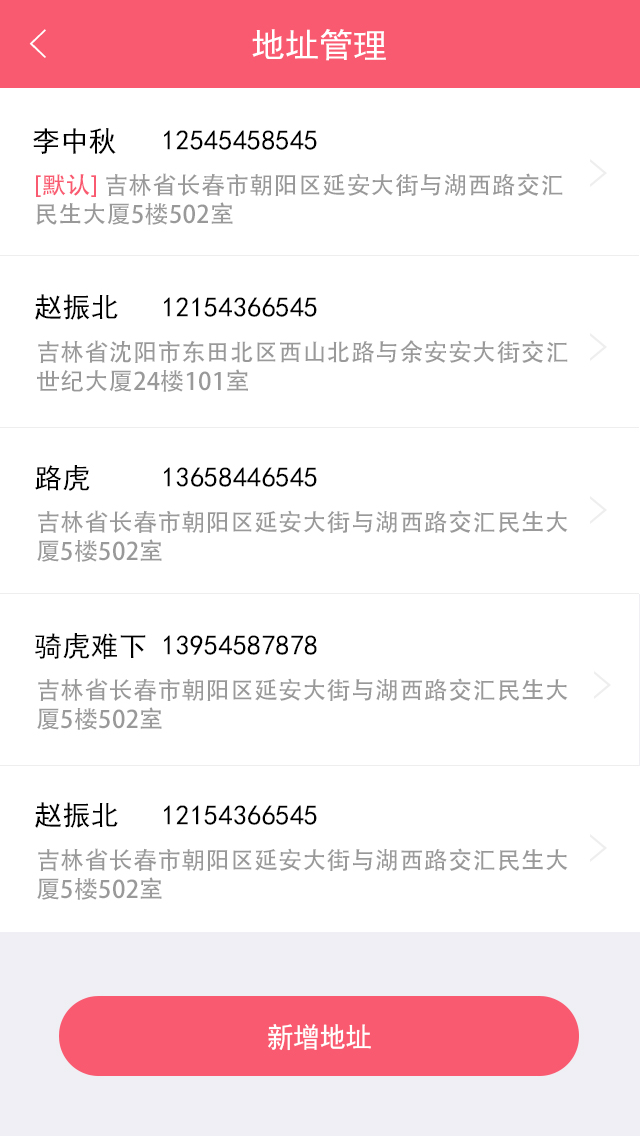 地址管理
李中秋 12545458545
[默认] 吉林省长春市朝阳区延安大街与湖西路交汇
民生大厦5楼502室
赵振北 12154366545
吉林省沈阳市东田北区西山北路与余安安大街交汇
世纪大厦24楼101室
路虎 13658446545
吉林省长春市朝阳区延安大街与湖西路交汇民生大
厦5楼502室
骑虎难下 13954587878
吉林省长春市朝阳区延安大街与湖西路交汇民生大
厦5楼502室
赵振北 12154366545
吉林省长春市朝阳区延安大街与湖西路交汇民生大
厦5楼502室
新增地址